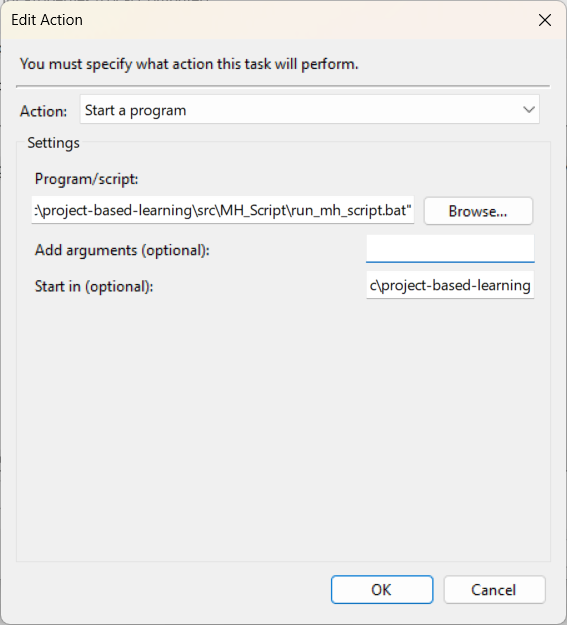 Edit Action
You must specify what action this task will perform.
Action: Start a program
Settings
Program/script:
:\project-based-learning\src\MH_Script\run_mh_script.bat" Browse...
Add arguments (optional):
Start in (optional): c\project-based-learning
OK Cancel